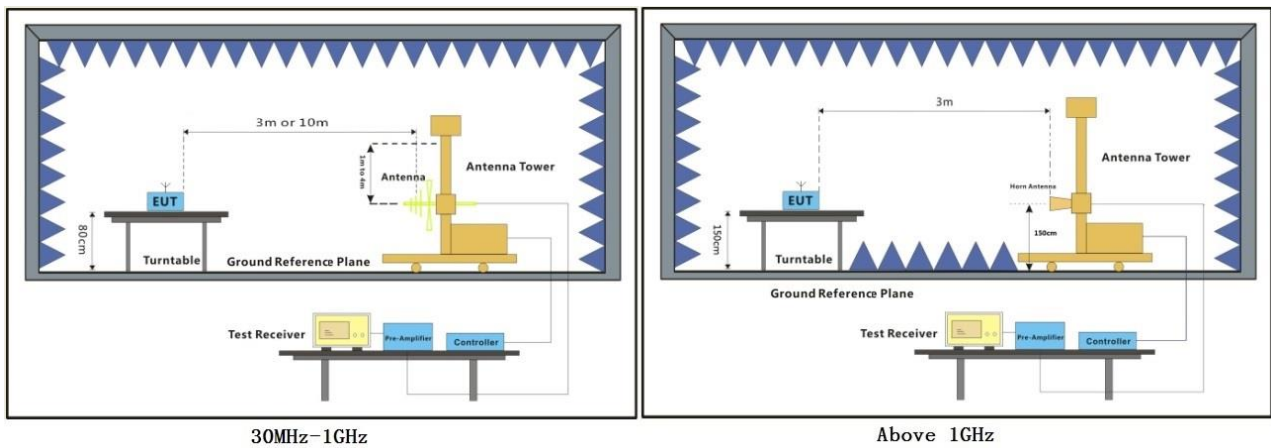 3m or 10m
1m to 4m
Antenna
Antenna Tower
EUT
80cm
Turntable
Ground Reference Plane
Test Receiver
Pre-Amplifier
Controller
30MHz-1GHz
3m
Antenna Tower
Horn Antenna
EUT
150cm
150cm
Turntable
Ground Reference Plane
Test Receiver
Pre-Amplifier
Controller
Above 1GHz